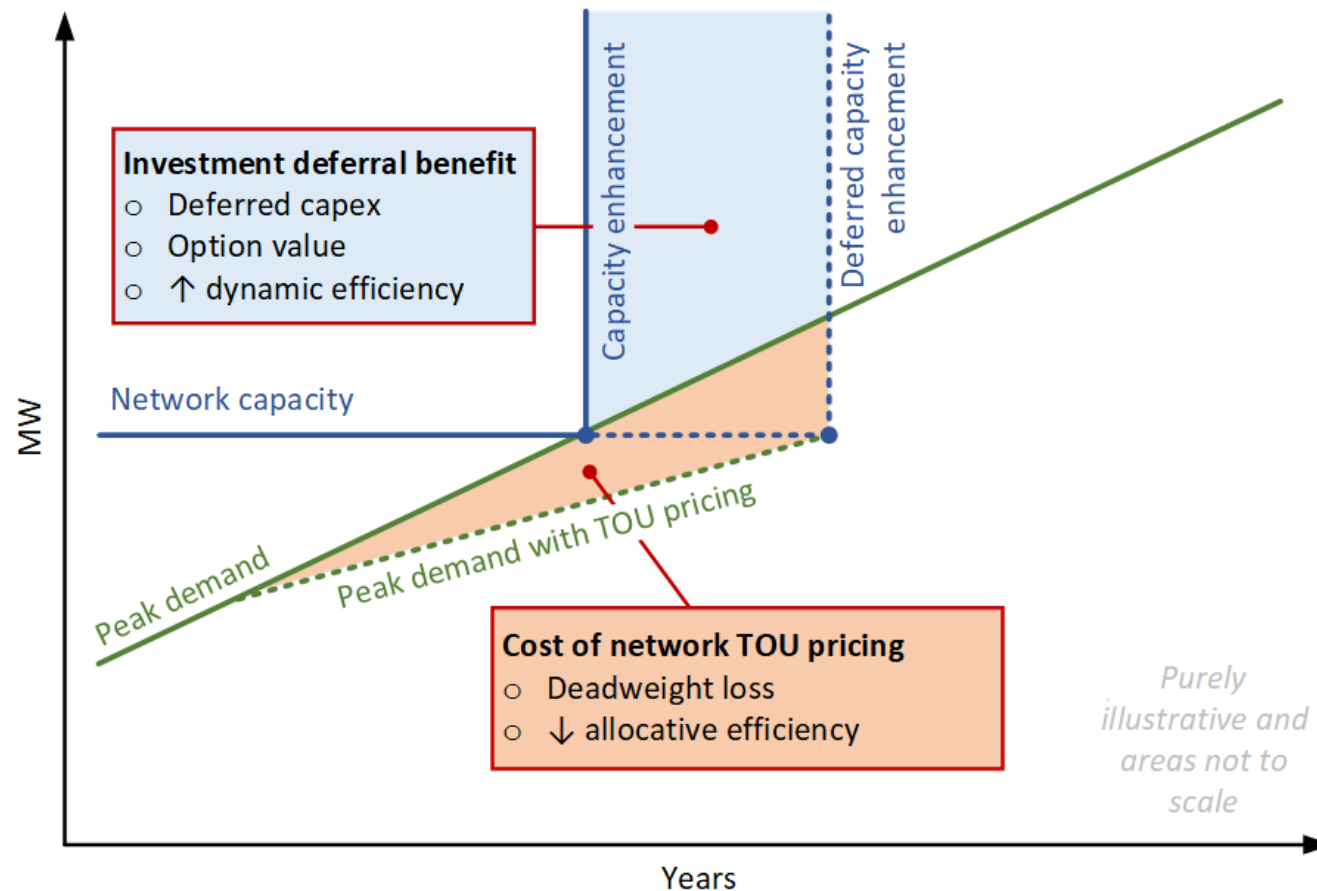 MW
Investment deferral benefit
o Deferred capex
o Option value
o ↑ dynamic efficiency
Capacity enhancement
Deferred capacity
enhancement
Network capacity
Peak demand
Peak demand with TOU pricing
Cost of network TOU pricing
o Deadweight loss
o ↓ allocative efficiency
Purely
illustrative and
areas not to
scale
Years